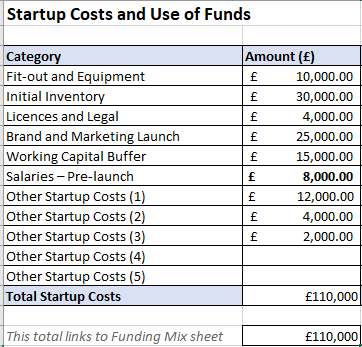 Startup Costs and Use of Funds
Category Amount (£)
Fit-out and Equipment £ 10,000.00
Initial Inventory £ 30,000.00
Licences and Legal £ 4,000.00
Brand and Marketing Launch £ 25,000.00
Working Capital Buffer £ 15,000.00
Salaries – Pre-launch £ 8,000.00
Other Startup Costs (1) £ 12,000.00
Other Startup Costs (2) £ 4,000.00
Other Startup Costs (3) £ 2,000.00
Other Startup Costs (4)
Other Startup Costs (5)
Total Startup Costs £110,000
This total links to Funding Mix sheet £110,000